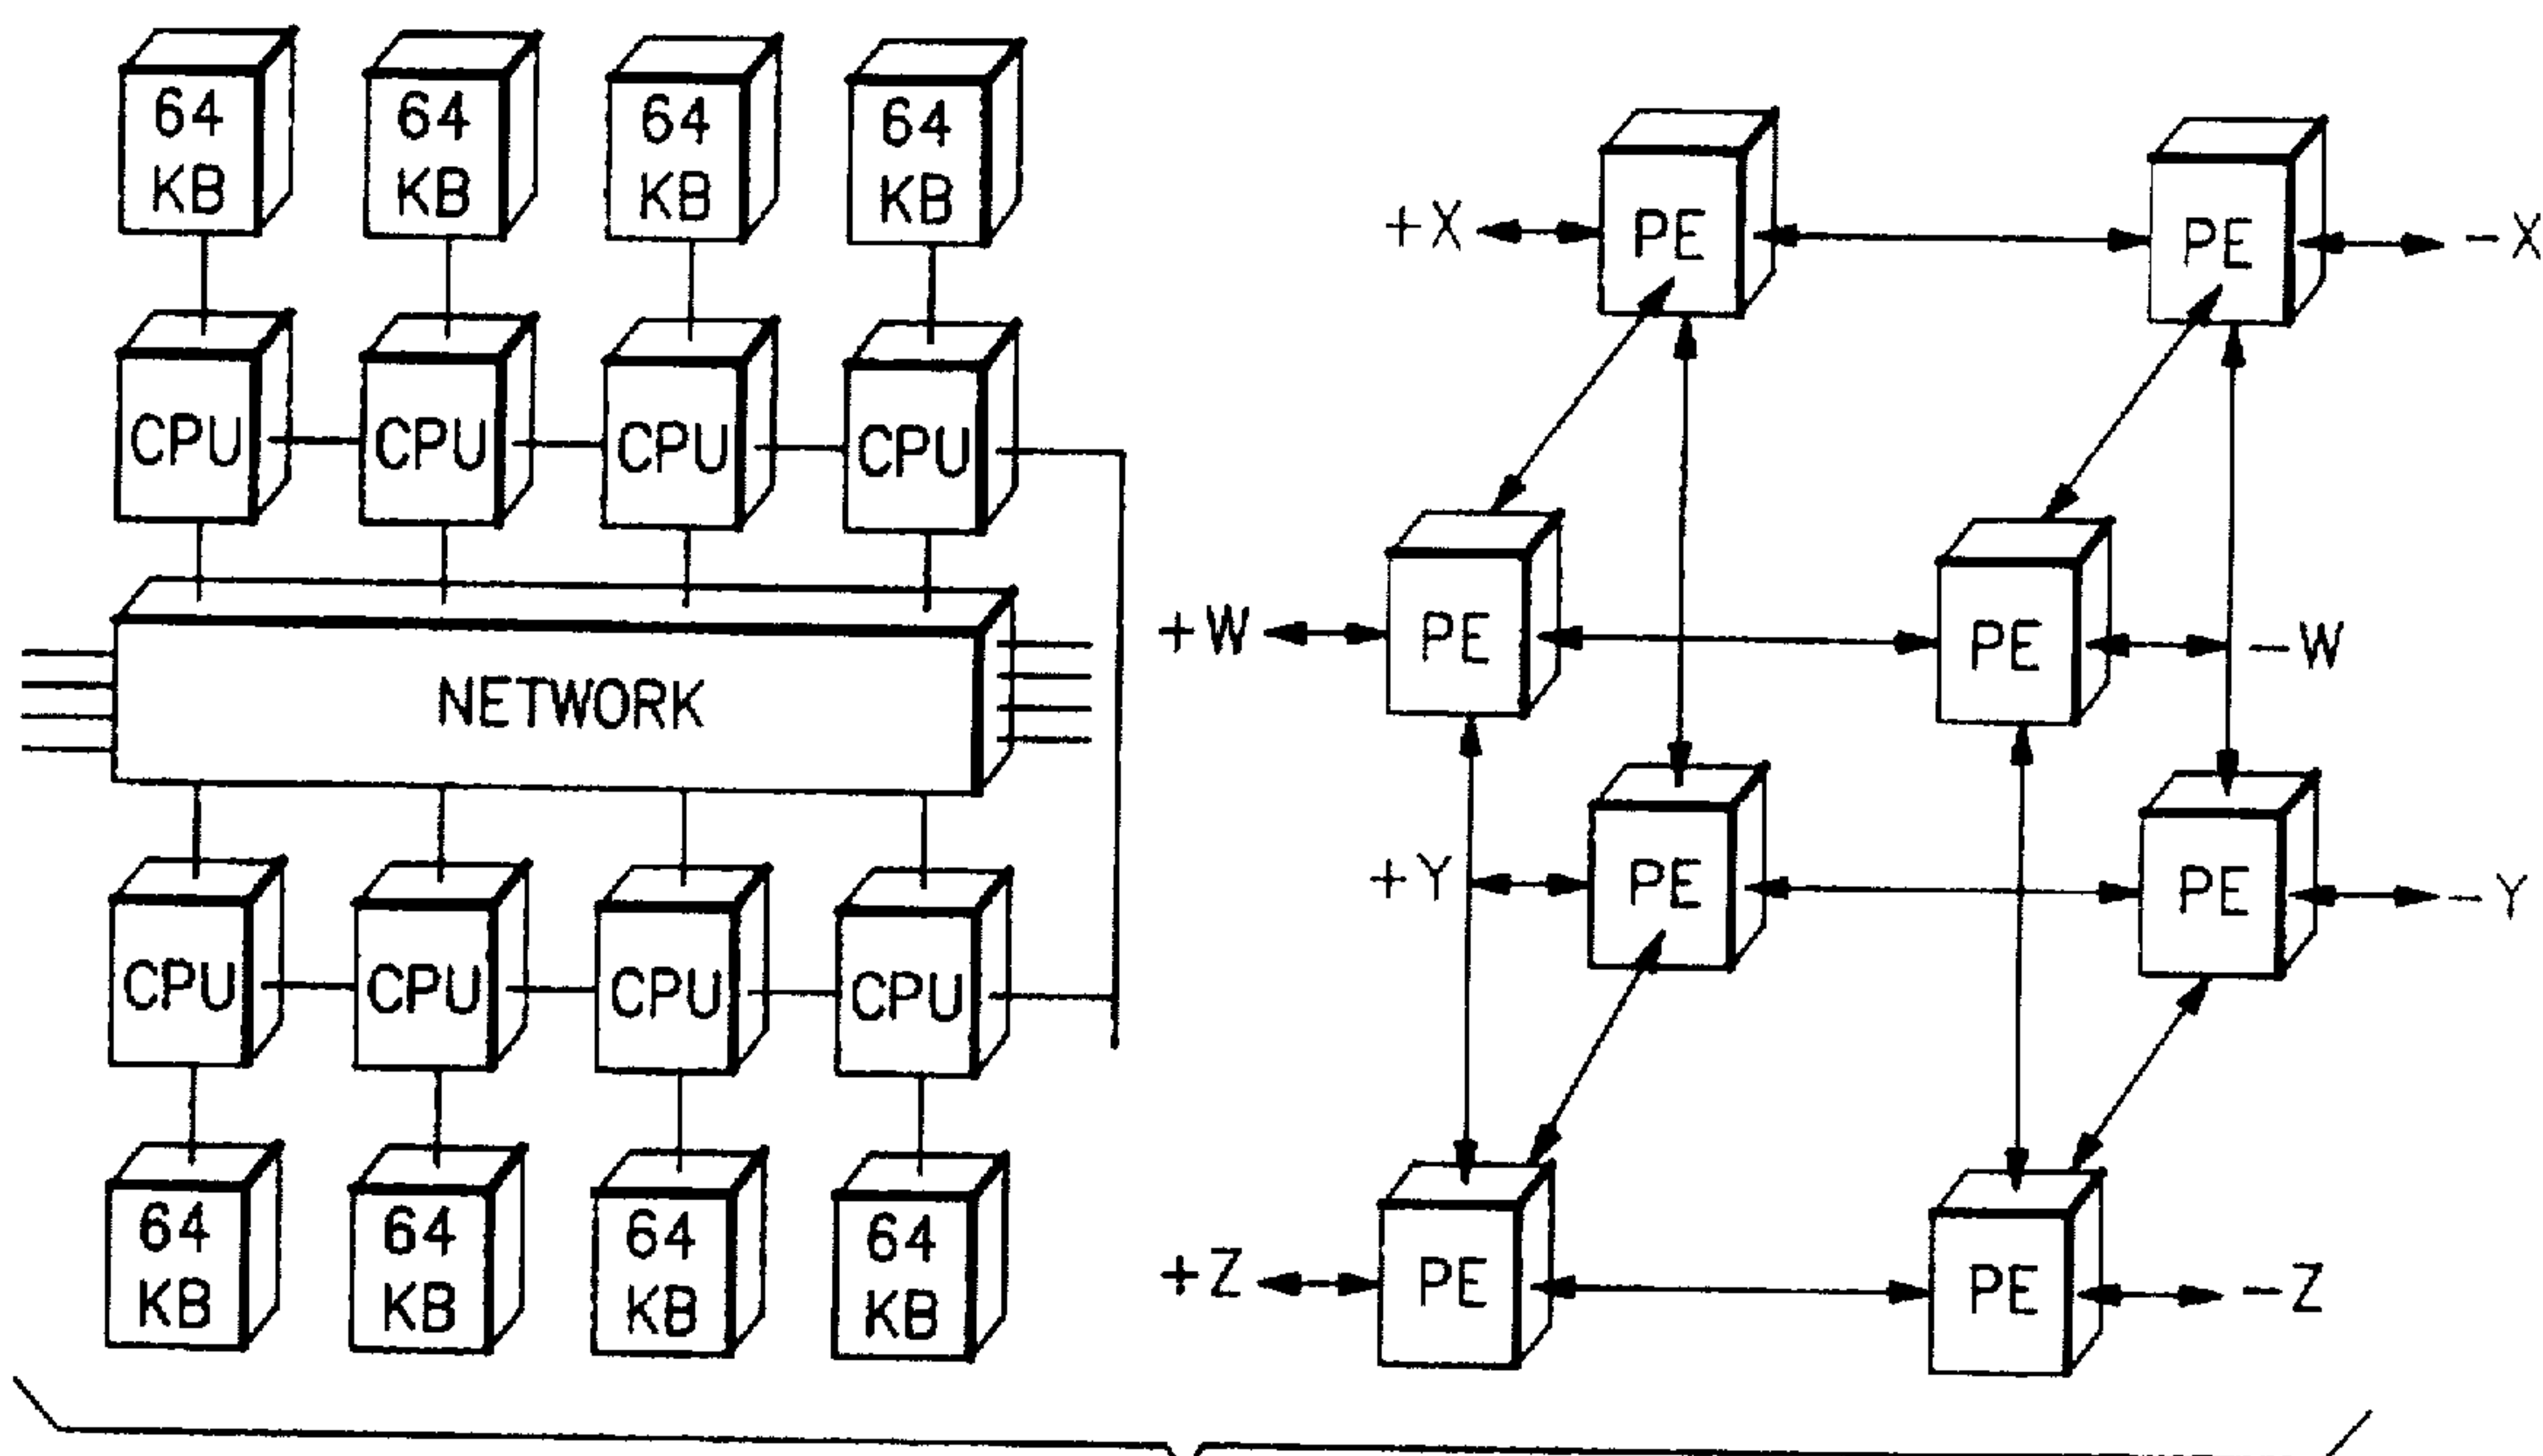 64 64 64 64
KB KB KB KB
CPU CPU CPU CPU
NETWORK
CPU CPU CPU CPU
64 64 64 64
KB KB KB KB
+X PE PE -X
+W PE PE -W
+Y PE PE -Y
+Z PE PE -Z